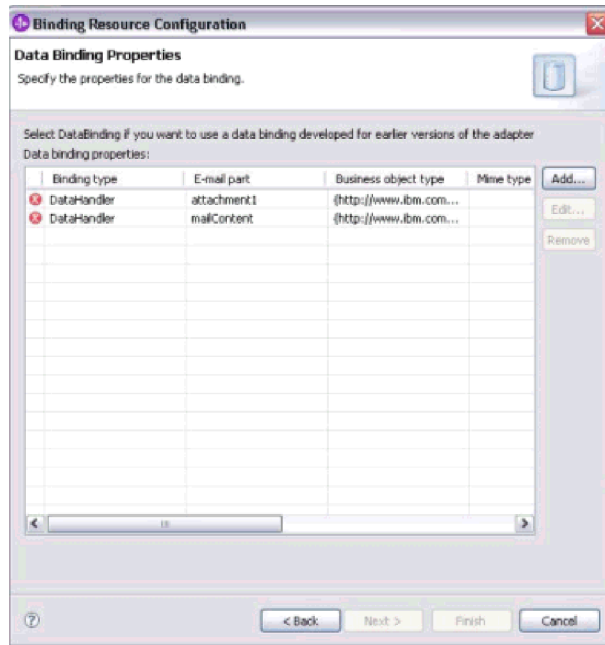 Binding Resource Configuration
Data Binding Properties
Specify the properties for the data binding.
Select DataBinding if you want to use a data binding developed for earlier versions of the adapter
Data binding properties:
Binding type E-mail part Business object type Mime type
DataHandler attachment1 {http://www.ibm.com...
DataHandler mailContent {http://www.ibm.com...
Add...
Edit...
Remove
< Back Next > Finish Cancel